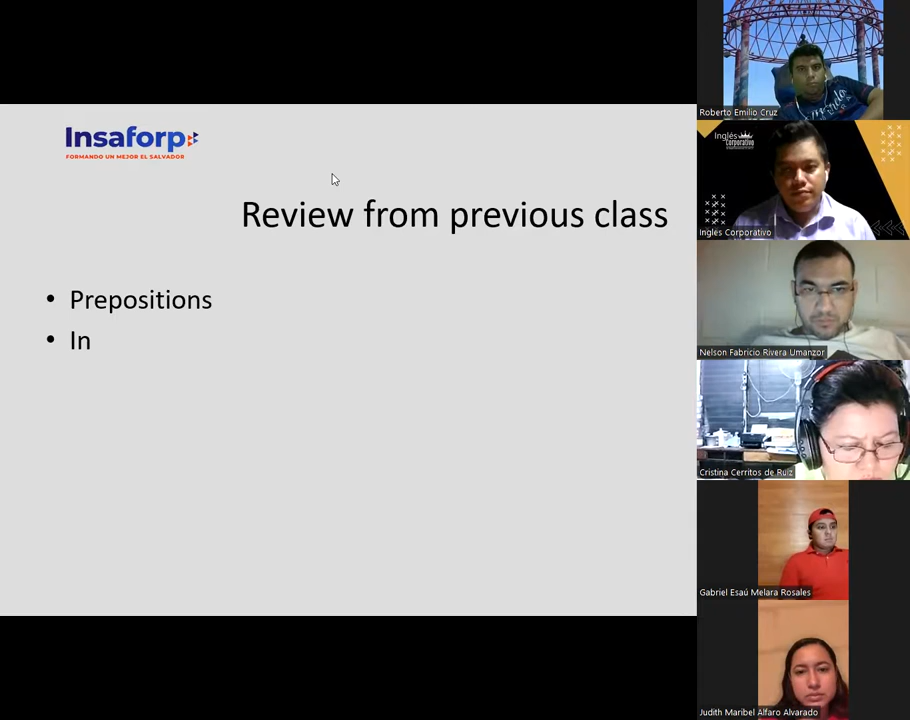 Insaforp
FORMANDO UN MEJOR EL SALVADOR
Review from previous class
• Prepositions
• In
Roberto Emilio Cruz
Inglés
Corporativo
Inglés Corporativo
Nelson Fabricio Rivera Umanzor
Cristina Cerritos de Ruiz
Gabriel Esaú Melara Rosales
Judith Maribel Alfaro Alvarado